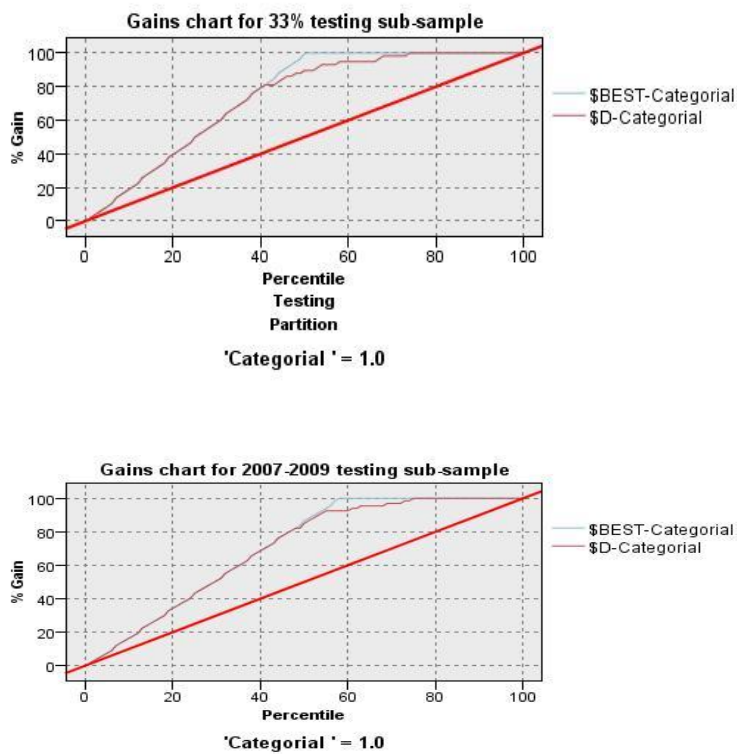 Gains chart for 33% testing sub-sample
100
80
60
40
20
0
% Gain
0 20 40 60 80 100
Percentile
Testing
Partition
'Categorial ' = 1.0
$BEST-Categorial
$D-Categorial
Gains chart for 2007-2009 testing sub-sample
100
80
60
40
20
0
% Gain
0 20 40 60 80 100
Percentile
'Categorial ' = 1.0
$BEST-Categorial
$D-Categorial